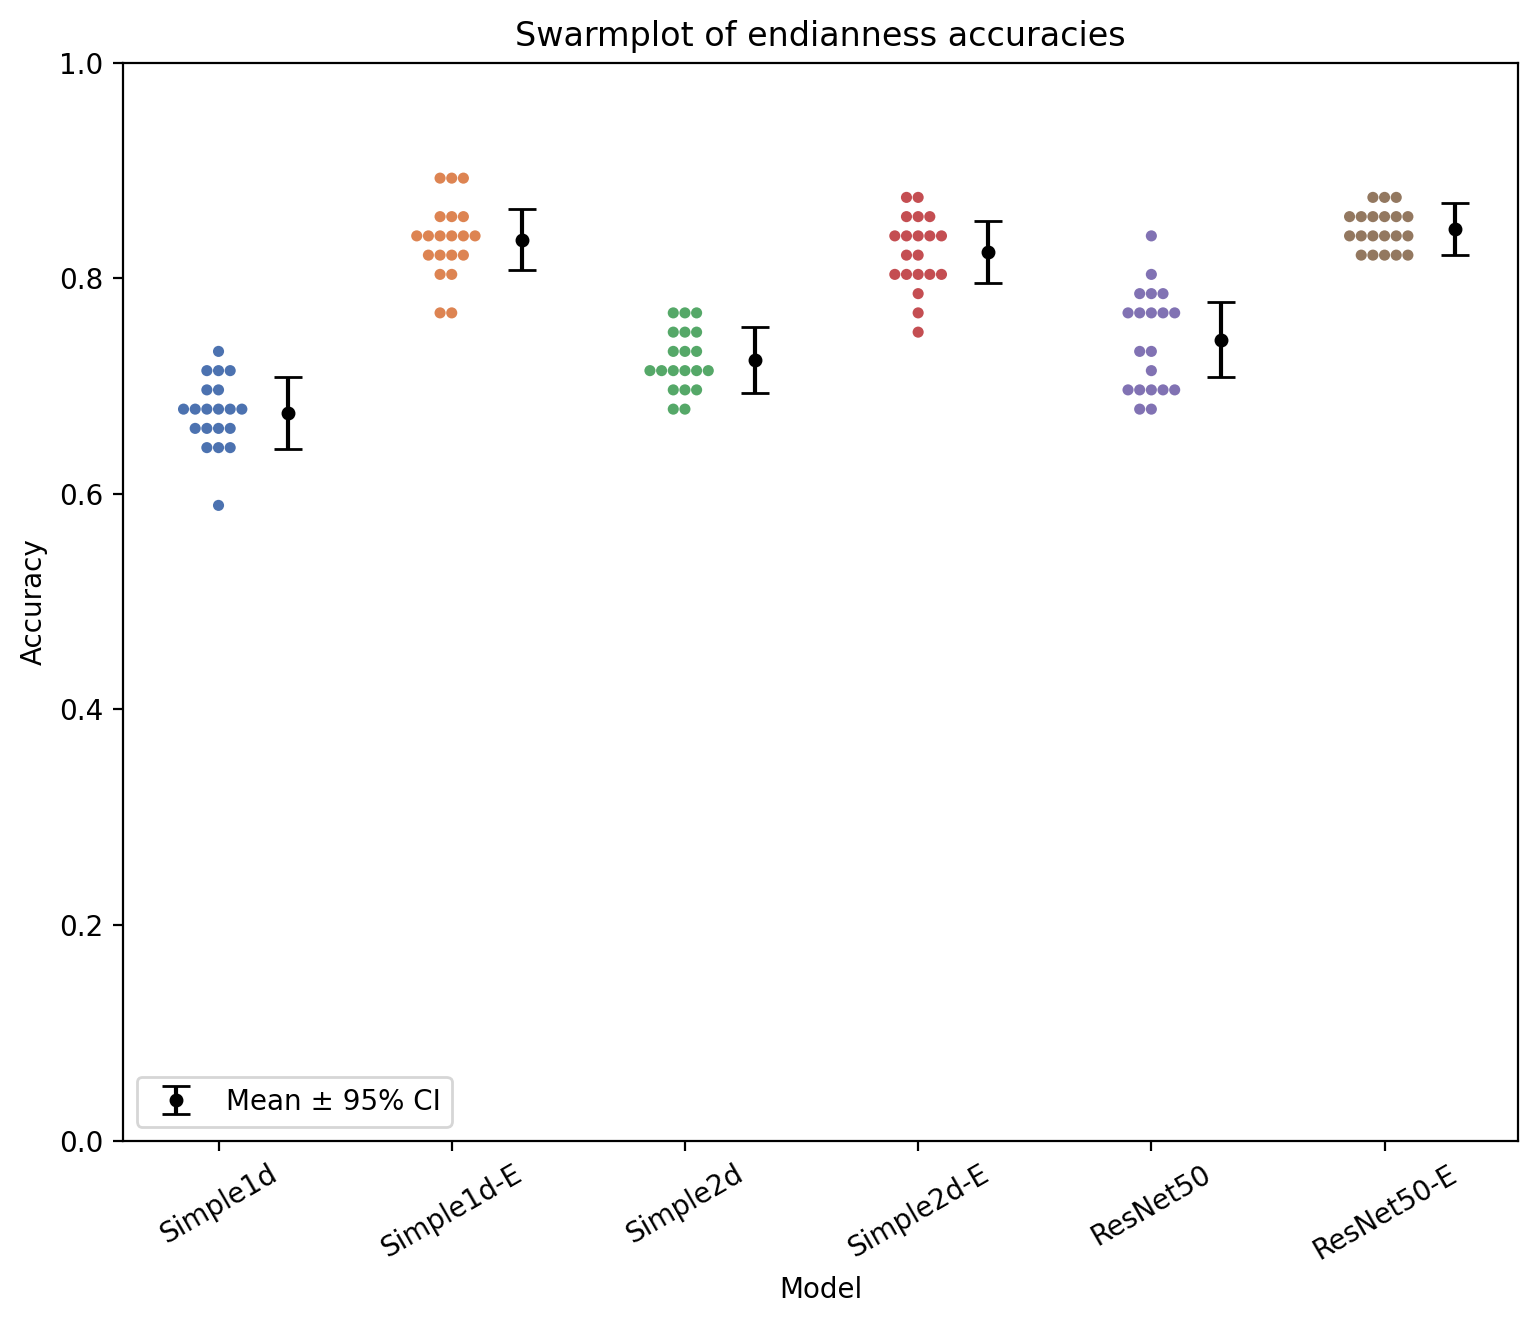 Swarmplot of endianness accuracies
1.0
0.8
0.6
0.4
0.2
0.0
Accuracy
Mean ± 95% CI
Simple1d
Simple1d-E
Simple2d
Simple2d-E
ResNet50
ResNet50-E
Model